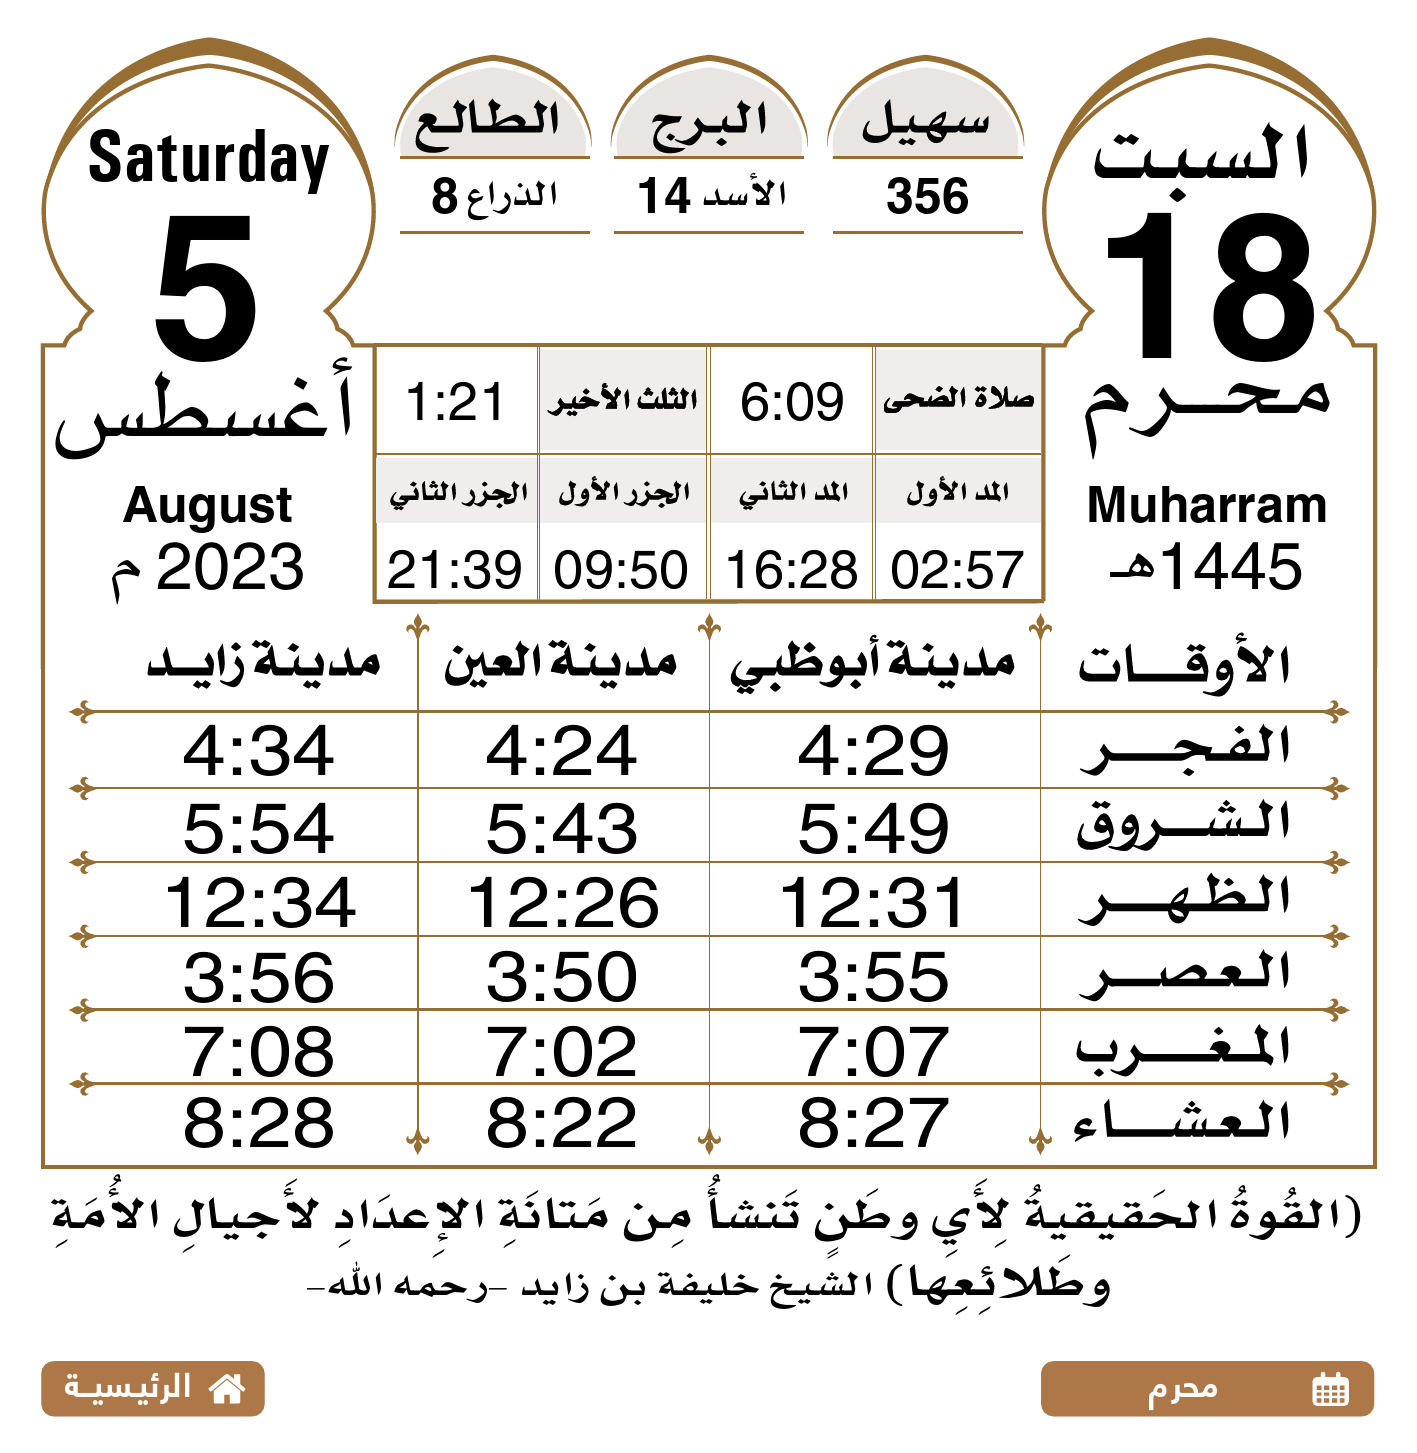 السبت
18
محرم
Muharram
1445هـ
سهيل
356
البرج
الأسد 14
الطالع
الذراع 8
Saturday
5
أغسطس
August
2023 م
صلاة الضحى 6:09 الثلث الأخير 1:21
المد الأول المد الثاني الجزر الأول الجزر الثاني
02:57 16:28 09:50 21:39
الأوقات مدينة أبوظبي مدينة العين مدينة زايد
الفجر 4:29 4:24 4:34
الشروق 5:49 5:43 5:54
الظهر 12:31 12:26 12:34
العصر 3:55 3:50 3:56
المغرب 7:07 7:02 7:08
العشاء 8:27 8:22 8:28
(القُوةُ الحَقيقيةُ لِأَيِ وطَنٍ تَنشأُ مِن مَتانَةِ الإِعدَادِ لأَجيالِ الأُمَةِ
وطَلائِعِها) الشيخ خليفة بن زايد -رحمه الله-
محرم
الرئيسية